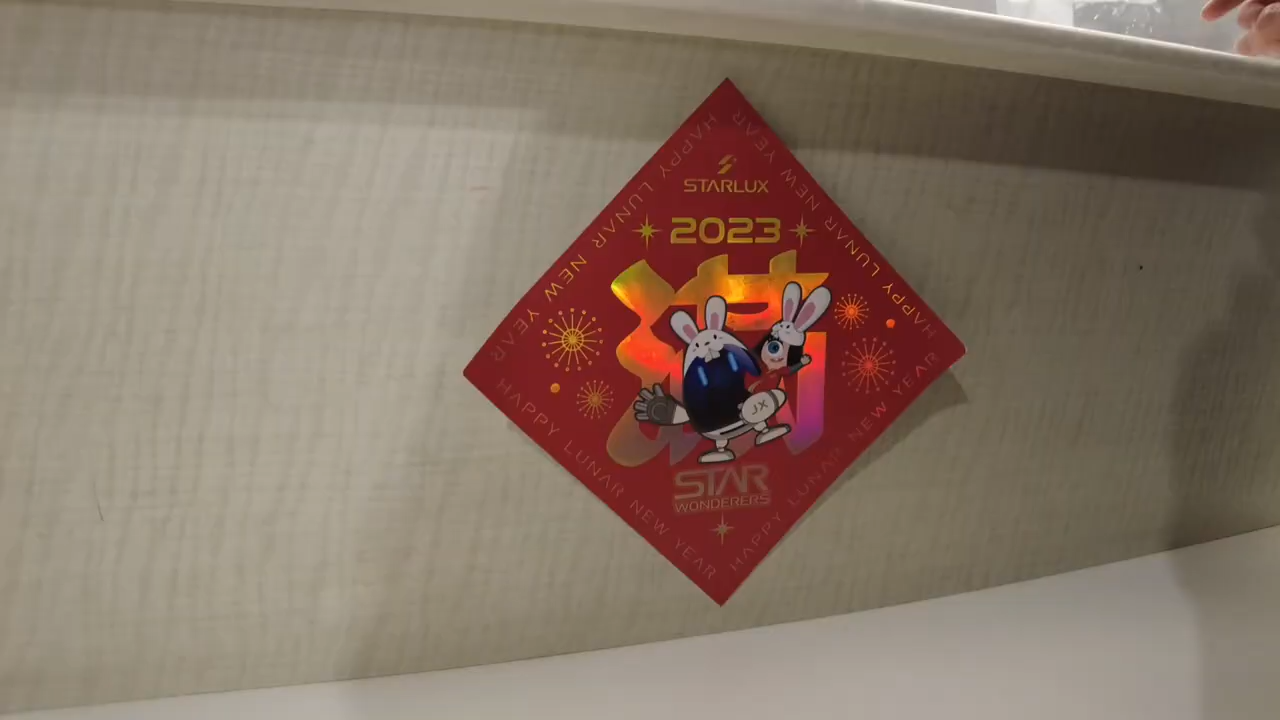 STARLUX
2023
STAR
WONDERERS
JX
HAPPY LUNAR NEW YEAR
HAPPY LUNAR NEW YEAR
HAPPY LUNAR NEW YEAR
HAPPY LUNAR NEW YEAR